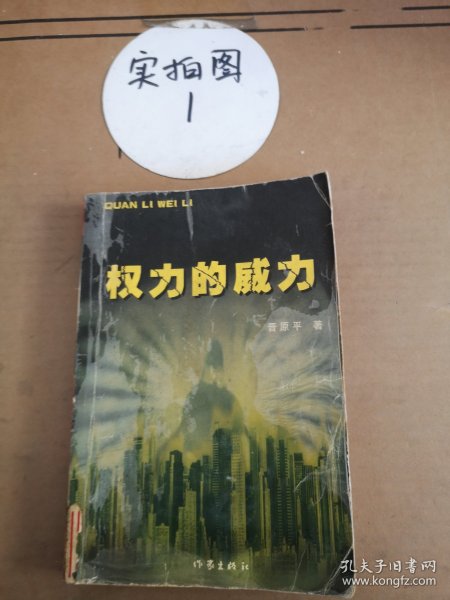 实拍图
1
QUAN LI WEI LI
权力的威力
晋原平 著
作家出版社
孔夫子旧书网
www.kongfz.com